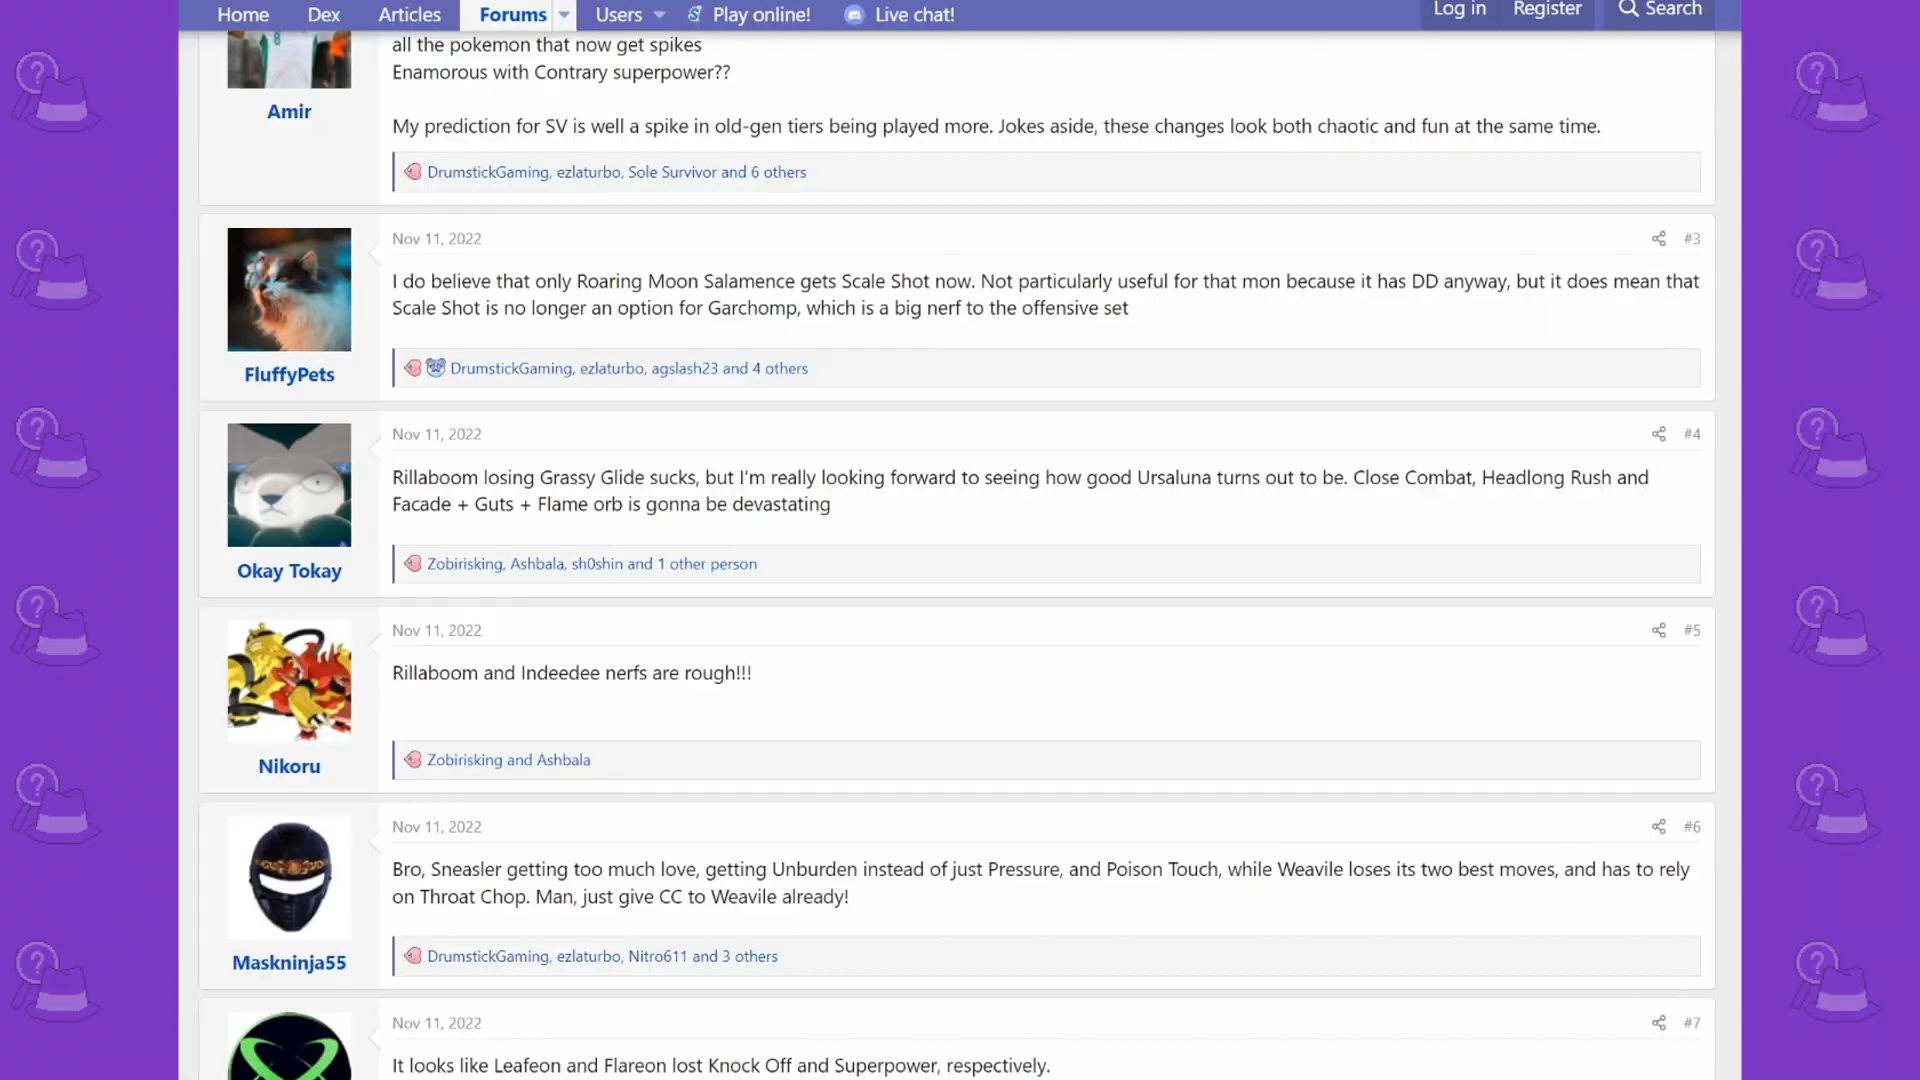 Home Dex Articles Forums Users Play online! Live chat! Log in Register Search
all the pokemon that now get spikes
Enamorous with Contrary superpower??
Amir
My prediction for SV is well a spike in old-gen tiers being played more. Jokes aside, these changes look both chaotic and fun at the same time.
DrumstickGaming, ezlaturbo, Sole Survivor and 6 others
Nov 11, 2022 #3
I do believe that only Roaring Moon Salamence gets Scale Shot now. Not particularly useful for that mon because it has DD anyway, but it does mean that
Scale Shot is no longer an option for Garchomp, which is a big nerf to the offensive set
FluffyPets
DrumstickGaming, ezlaturbo, agslash23 and 4 others
Nov 11, 2022 #4
Rillaboom losing Grassy Glide sucks, but I'm really looking forward to seeing how good Ursaluna turns out to be. Close Combat, Headlong Rush and
Facade + Guts + Flame orb is gonna be devastating
Okay Tokay
Zobirisking, Ashbala, sh0shin and 1 other person
Nov 11, 2022 #5
Rillaboom and Indeedee nerfs are rough!!!
Nikoru
Zobirisking and Ashbala
Nov 11, 2022 #6
Bro, Sneasler getting too much love, getting Unburden instead of just Pressure, and Poison Touch, while Weavile loses its two best moves, and has to rely
on Throat Chop. Man, just give CC to Weavile already!
Maskninja55
DrumstickGaming, ezlaturbo, Nitro611 and 3 others
Nov 11, 2022 #7
It looks like Leafeon and Flareon lost Knock Off and Superpower, respectively.